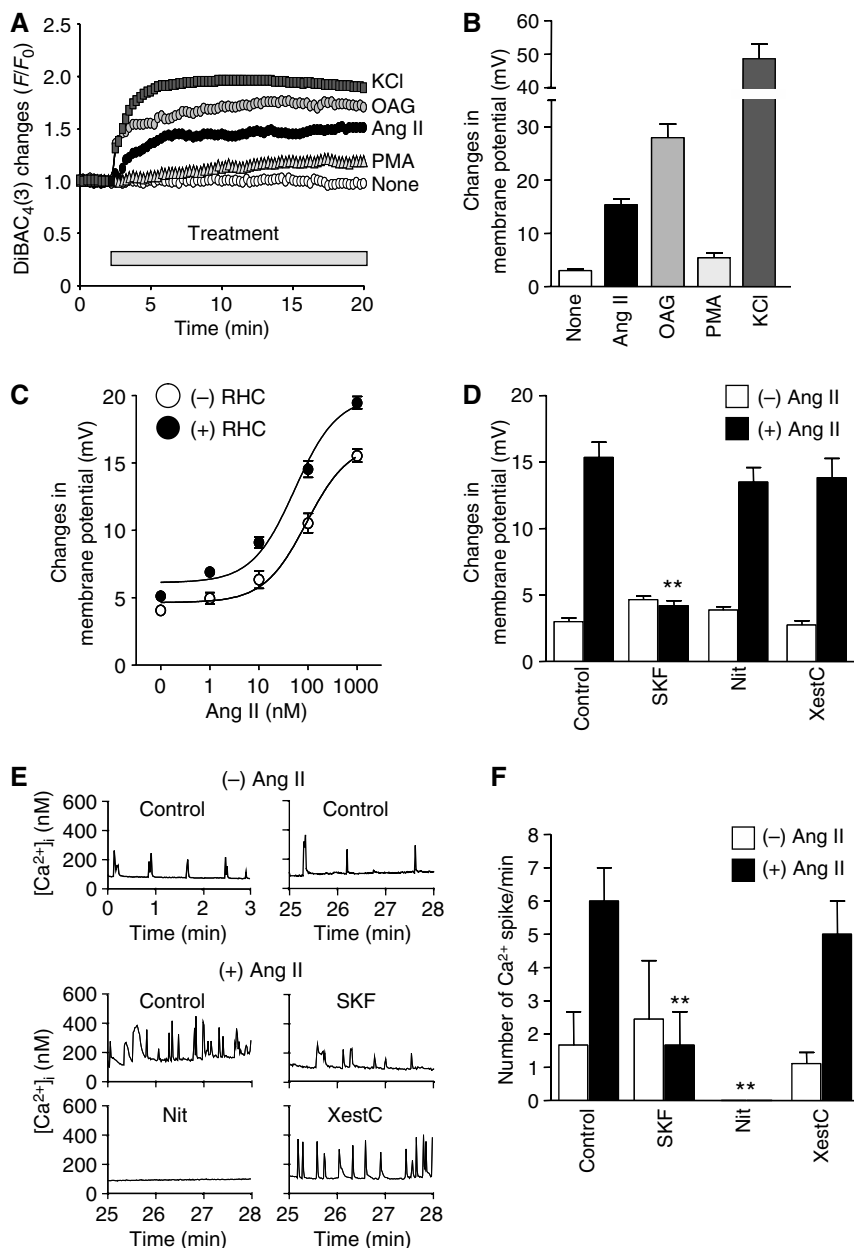 A
DiBAC4(3) changes (F/F0)
2.5
2.0
1.5
1.0
0.5
0
KCl
OAG
Ang II
PMA
None
Treatment
0 5 10 15 20
Time (min)
B
Changes in
membrane potential (mV)
60
50
40
30
20
10
0
None
Ang II
OAG
PMA
KCl
C
Changes in
membrane potential (mV)
20
15
10
5
0
(–) RHC
(+) RHC
0 1 10 100 1000
Ang II (nM)
D
Changes in
membrane potential (mV)
20
15
10
5
0
(–) Ang II
(+) Ang II
**
Control
SKF
Nit
XestC
E
(–) Ang II
[Ca2+]i (nM)
600
400
200
0
Control
Control
0 1 2 3
25 26 27 28
Time (min)
Time (min)
(+) Ang II
[Ca2+]i (nM)
600
400
200
0
Control
SKF
600
400
200
0
Nit
XestC
25 26 27 28
25 26 27 28
Time (min)
Time (min)
F
Number of Ca2+ spike/min
8
7
6
5
4
3
2
1
0
(–) Ang II
(+) Ang II
**
**
Control
SKF
Nit
XestC